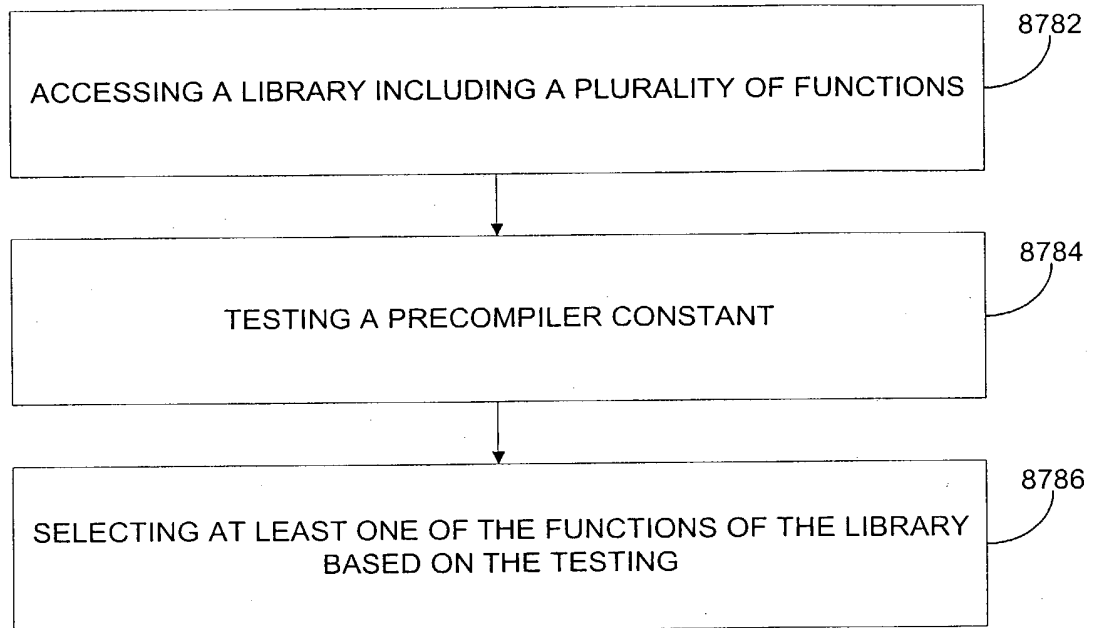 8782
ACCESSING A LIBRARY INCLUDING A PLURALITY OF FUNCTIONS
8784
TESTING A PRECOMPILER CONSTANT
8786
SELECTING AT LEAST ONE OF THE FUNCTIONS OF THE LIBRARY
BASED ON THE TESTING